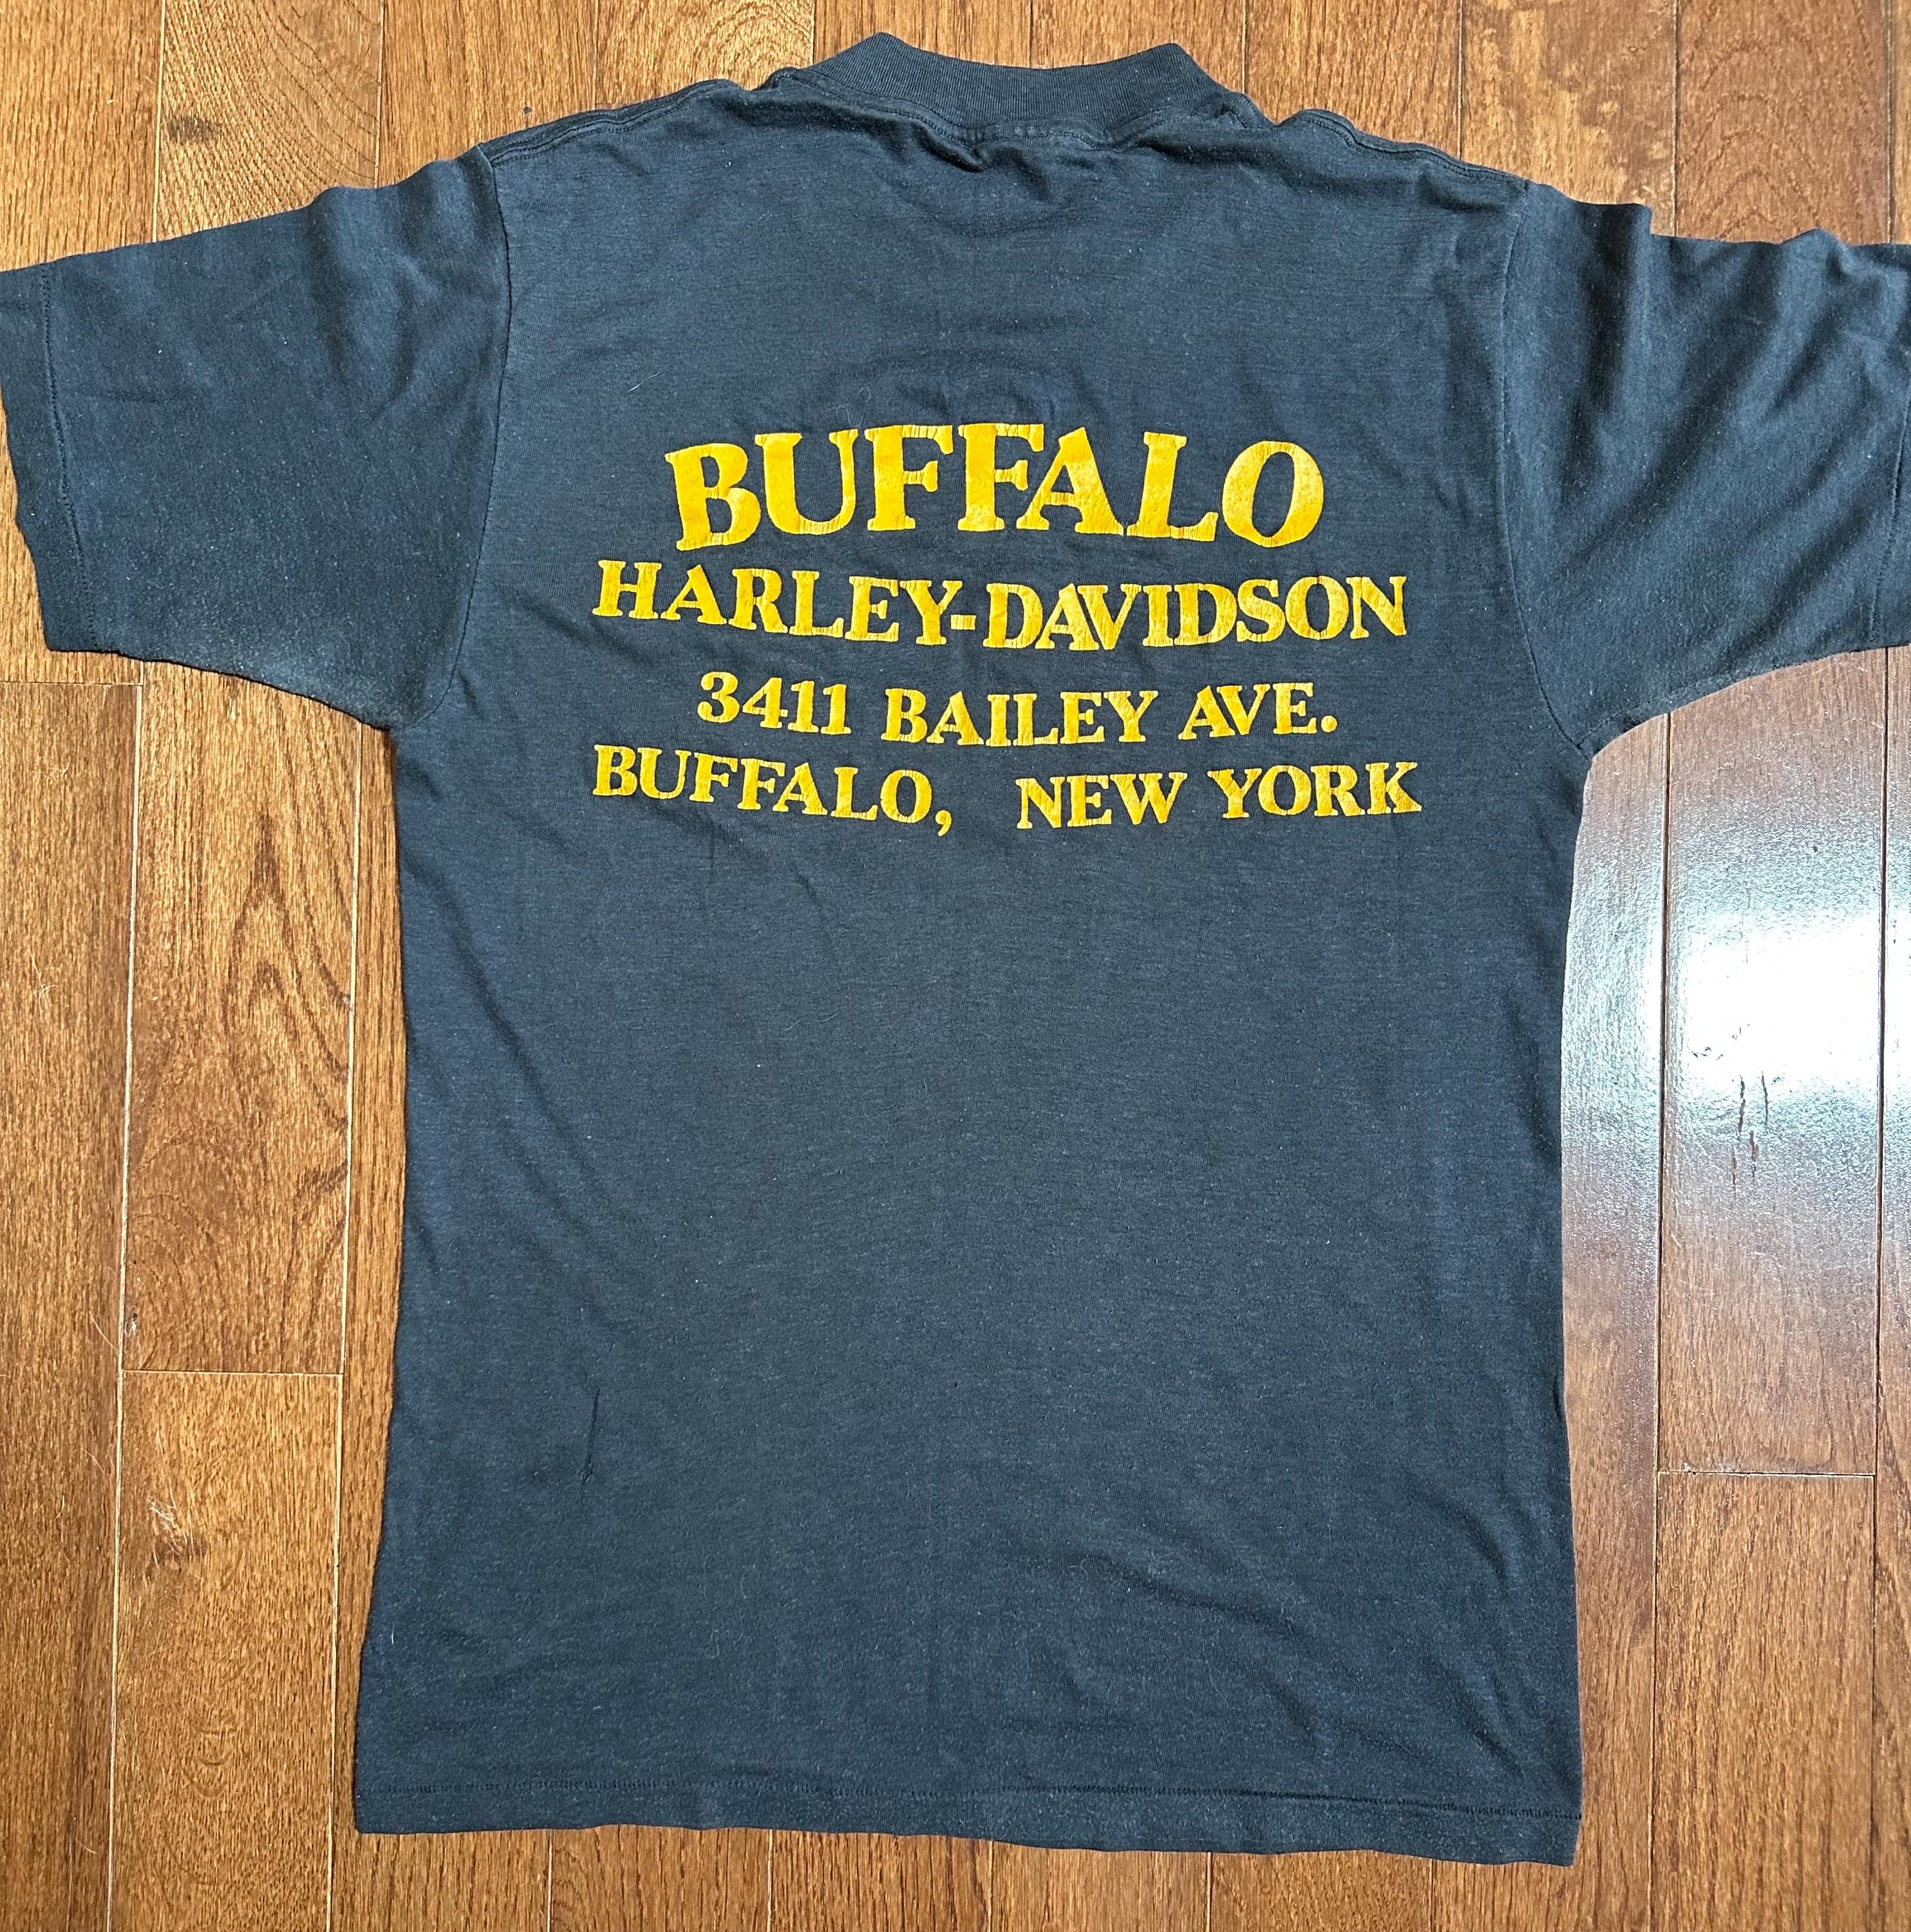 BUFFALO
HARLEY-DAVIDSON
3411 BAILEY AVE.
BUFFALO, NEW YORK